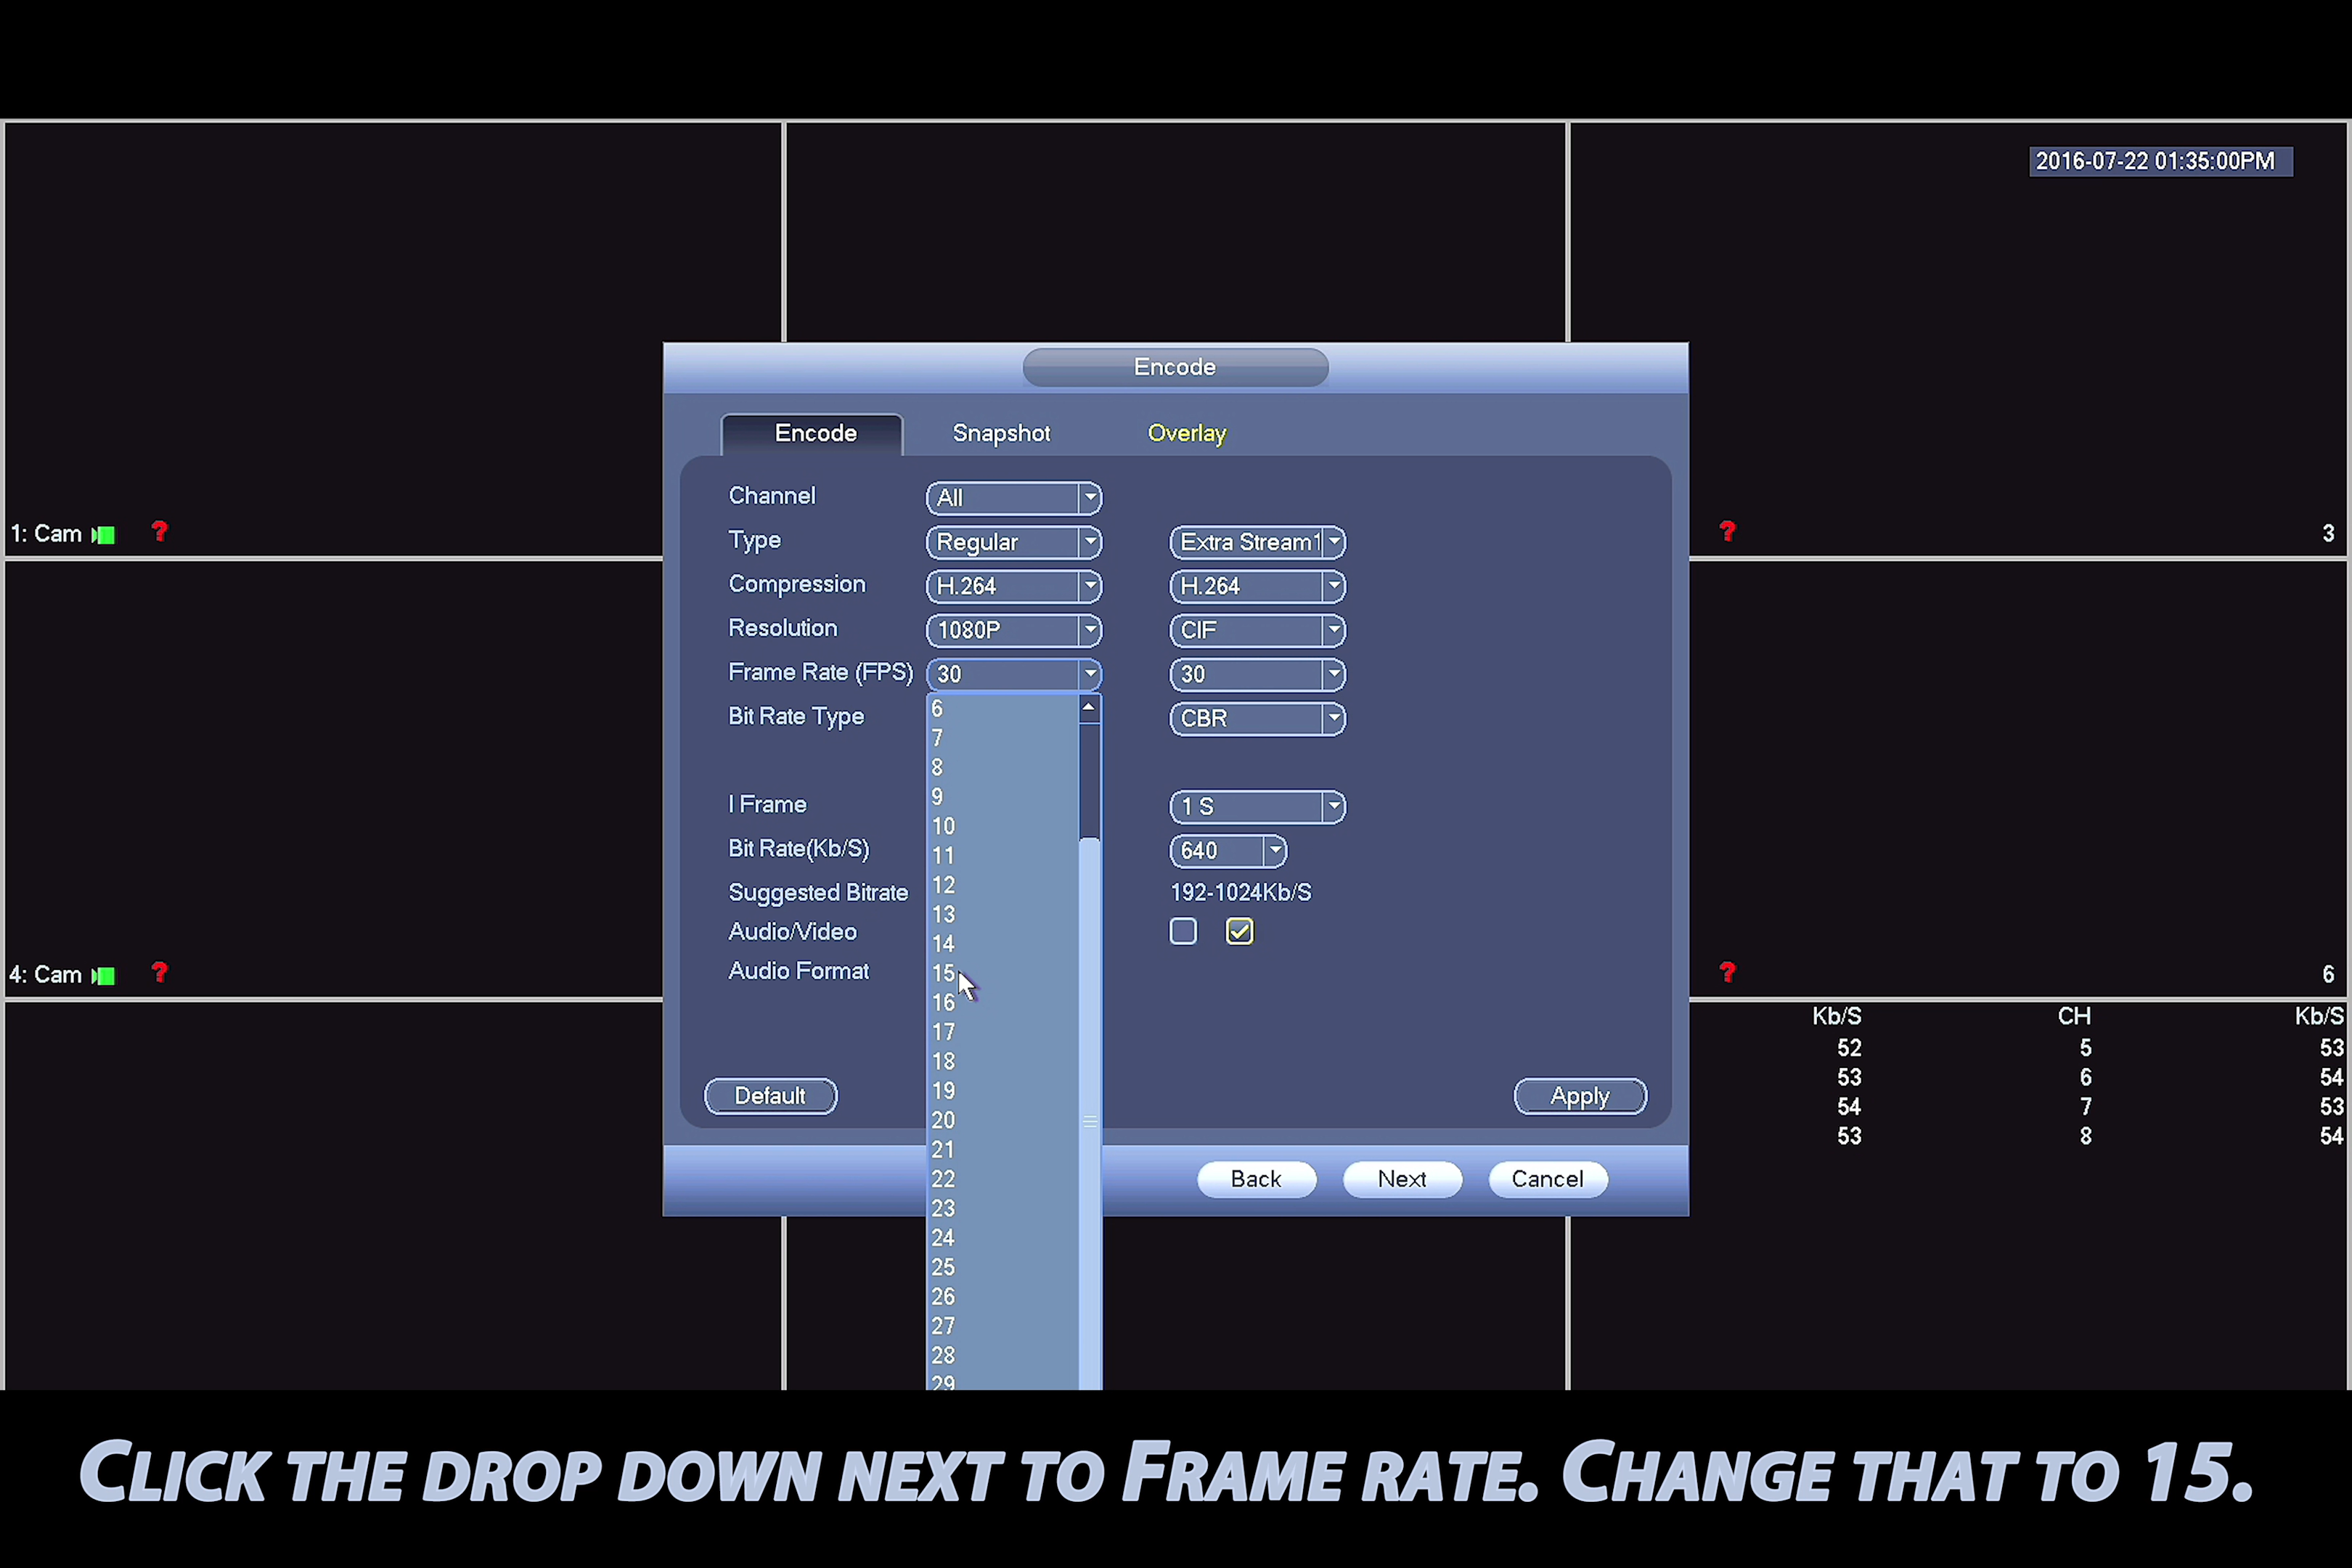 2016-07-22 01:35:00PM
Encode
Encode Snapshot Overlay
Channel All
Type Regular Extra Stream1
1: Cam ? ? 3
Compression H.264 H.264
Resolution 1080P CIF
Frame Rate (FPS) 30 30
6
Bit Rate Type CBR
7
8
9
I Frame 1 S
10
Bit Rate(Kb/S) 640
11
12
Suggested Bitrate 192-1024Kb/S
13
Audio/Video
14
Audio Format
15
4: Cam ? ? 6
16
Kb/S CH Kb/S
17
52 5 53
18
53 6 54
19
Default Apply
54 7 53
20
53 8 54
21
22
Back Next Cancel
23
24
25
26
27
28
29
CLICK THE DROP DOWN NEXT TO FRAME RATE. CHANGE THAT TO 15.